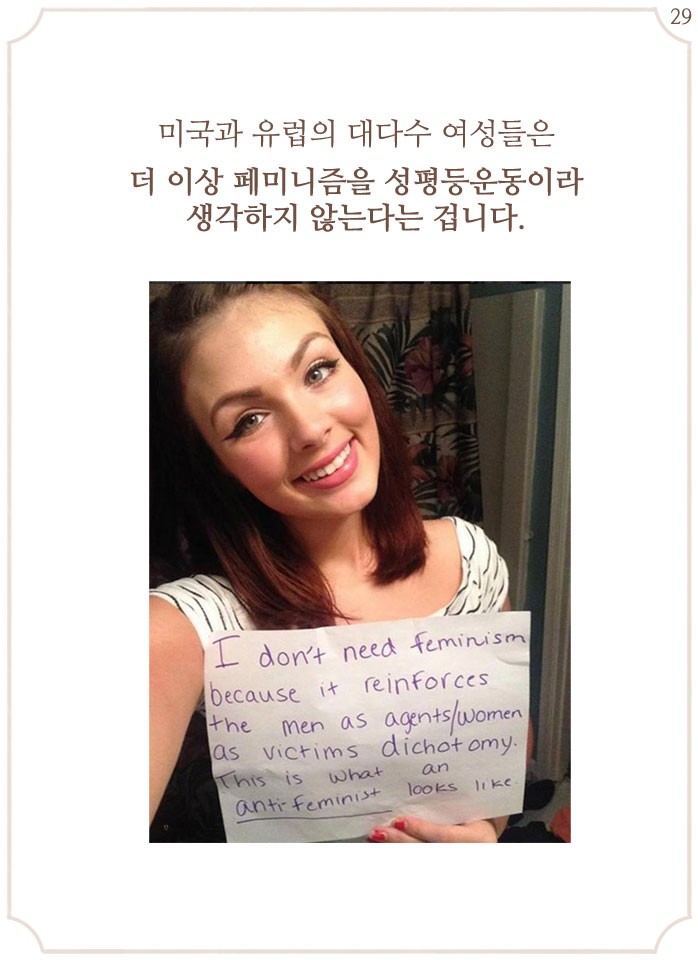 29
미국과 유럽의 대다수 여성들은
더 이상 페미니즘을 성평등운동이라
생각하지 않는다는 겁니다.
I don't need feminism
because it reinforces
the men as agents/women
as victims dichotomy.
This is what an
anti-feminist looks like.